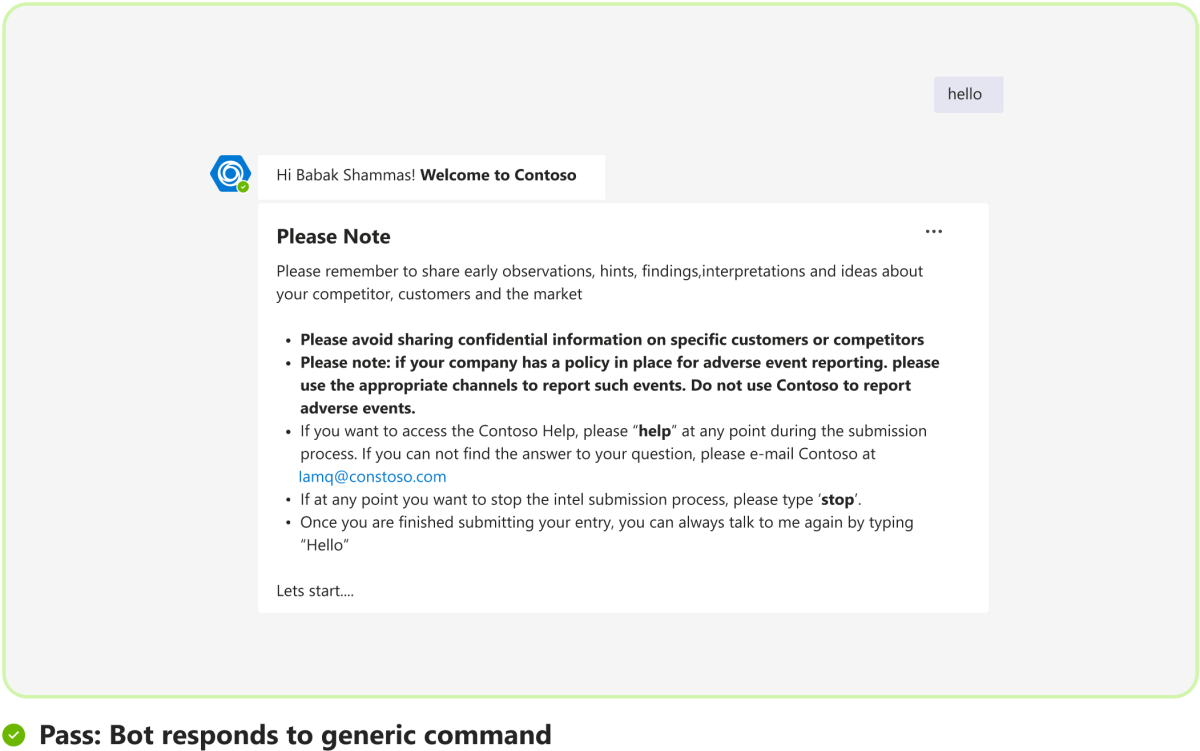 hello
Hi Babak Shammas! Welcome to Contoso
Please Note
Please remember to share early observations, hints, findings,interpretations and ideas about
your competitor, customers and the market
• Please avoid sharing confidential information on specific customers or competitors
• Please note: if your company has a policy in place for adverse event reporting. please
use the appropriate channels to report such events. Do not use Contoso to report
adverse events.
• If you want to access the Contoso Help, please “help” at any point during the submission
process. If you can not find the answer to your question, please e-mail Contoso at
Iamq@constoso.com
• If at any point you want to stop the intel submission process, please type ‘stop’.
• Once you are finished submitting your entry, you can always talk to me again by typing
“Hello”
Lets start....
Pass: Bot responds to generic command